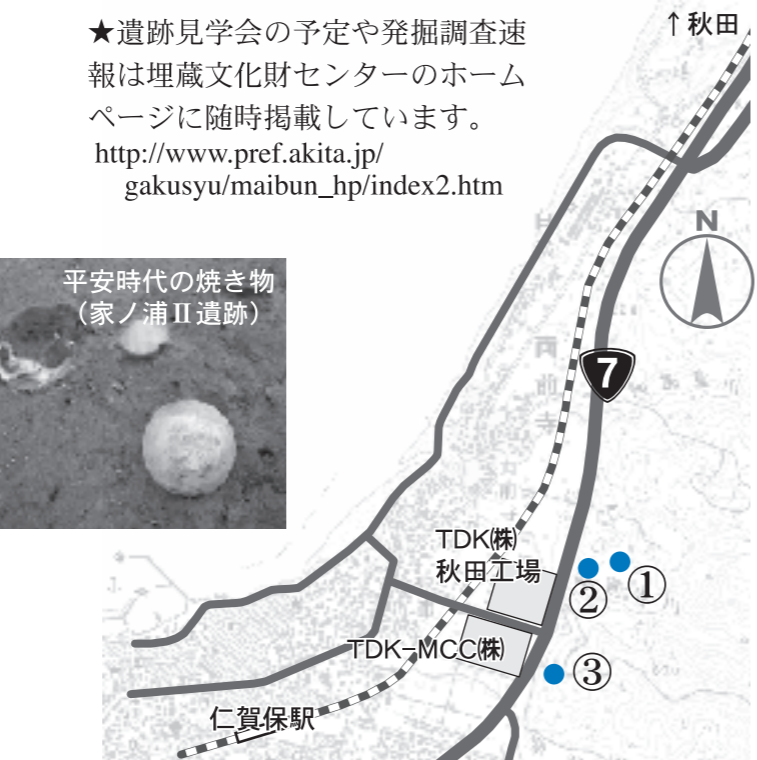 ★遺跡見学会の予定や発掘調査速
報は埋蔵文化財センターのホーム
ページに随時掲載しています。
http://www.pref.akita.jp/
gakusyu/maibun_hp/index2.htm
↑秋田
N
平安時代の焼き物
（家ノ浦Ⅱ遺跡）
7
TDK㈱
秋田工場
①
②
TDK−MCC㈱
③
仁賀保駅